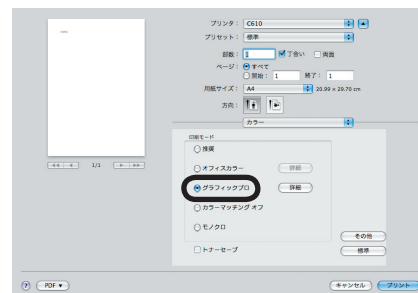 プリンタ： C610
プリセット： 標準
部数： 1 丁合い 両面
ページ： すべて
開始： 1 終了： 1
用紙サイズ： A4 20.99 x 29.70 cm
方向：
カラー
印刷モード
推奨
オフィスカラー 詳細
グラフィックプロ 詳細
カラーマッチング オフ
モノクロ
トナーセーブ
その他
標準
1/1
? PDF ▼ キャンセル プリント